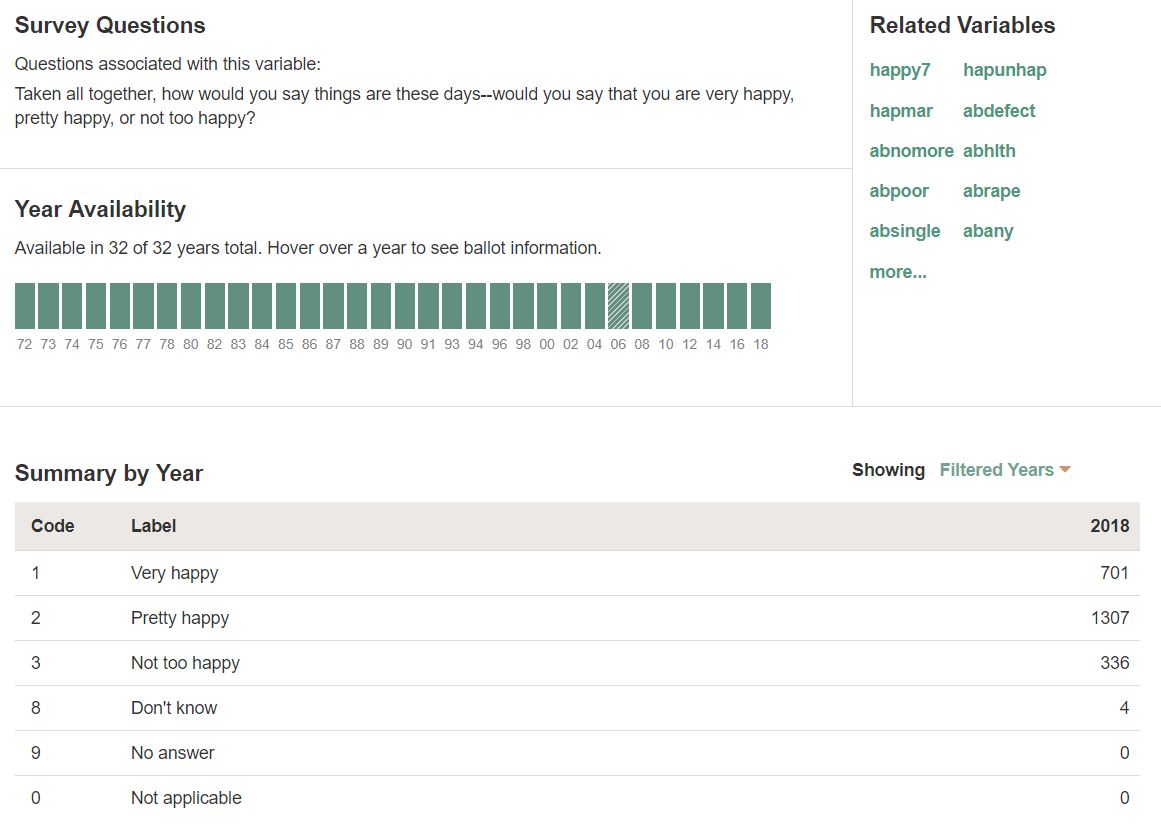 Survey Questions
Questions associated with this variable:
Taken all together, how would you say things are these days--would you say that you are very happy,
pretty happy, or not too happy?
Year Availability
Available in 32 of 32 years total. Hover over a year to see ballot information.
72 73 74 75 76 77 78 80 82 83 84 85 86 87 88 89 90 91 93 94 96 98 00 02 04 06 08 10 12 14 16 18
Related Variables
happy7 hapunhap
hapmar abdefect
abnomore abhlth
abpoor abrape
absingle abany
more...
Summary by Year
Showing Filtered Years
Code Label 2018
1 Very happy 701
2 Pretty happy 1307
3 Not too happy 336
8 Don't know 4
9 No answer 0
0 Not applicable 0